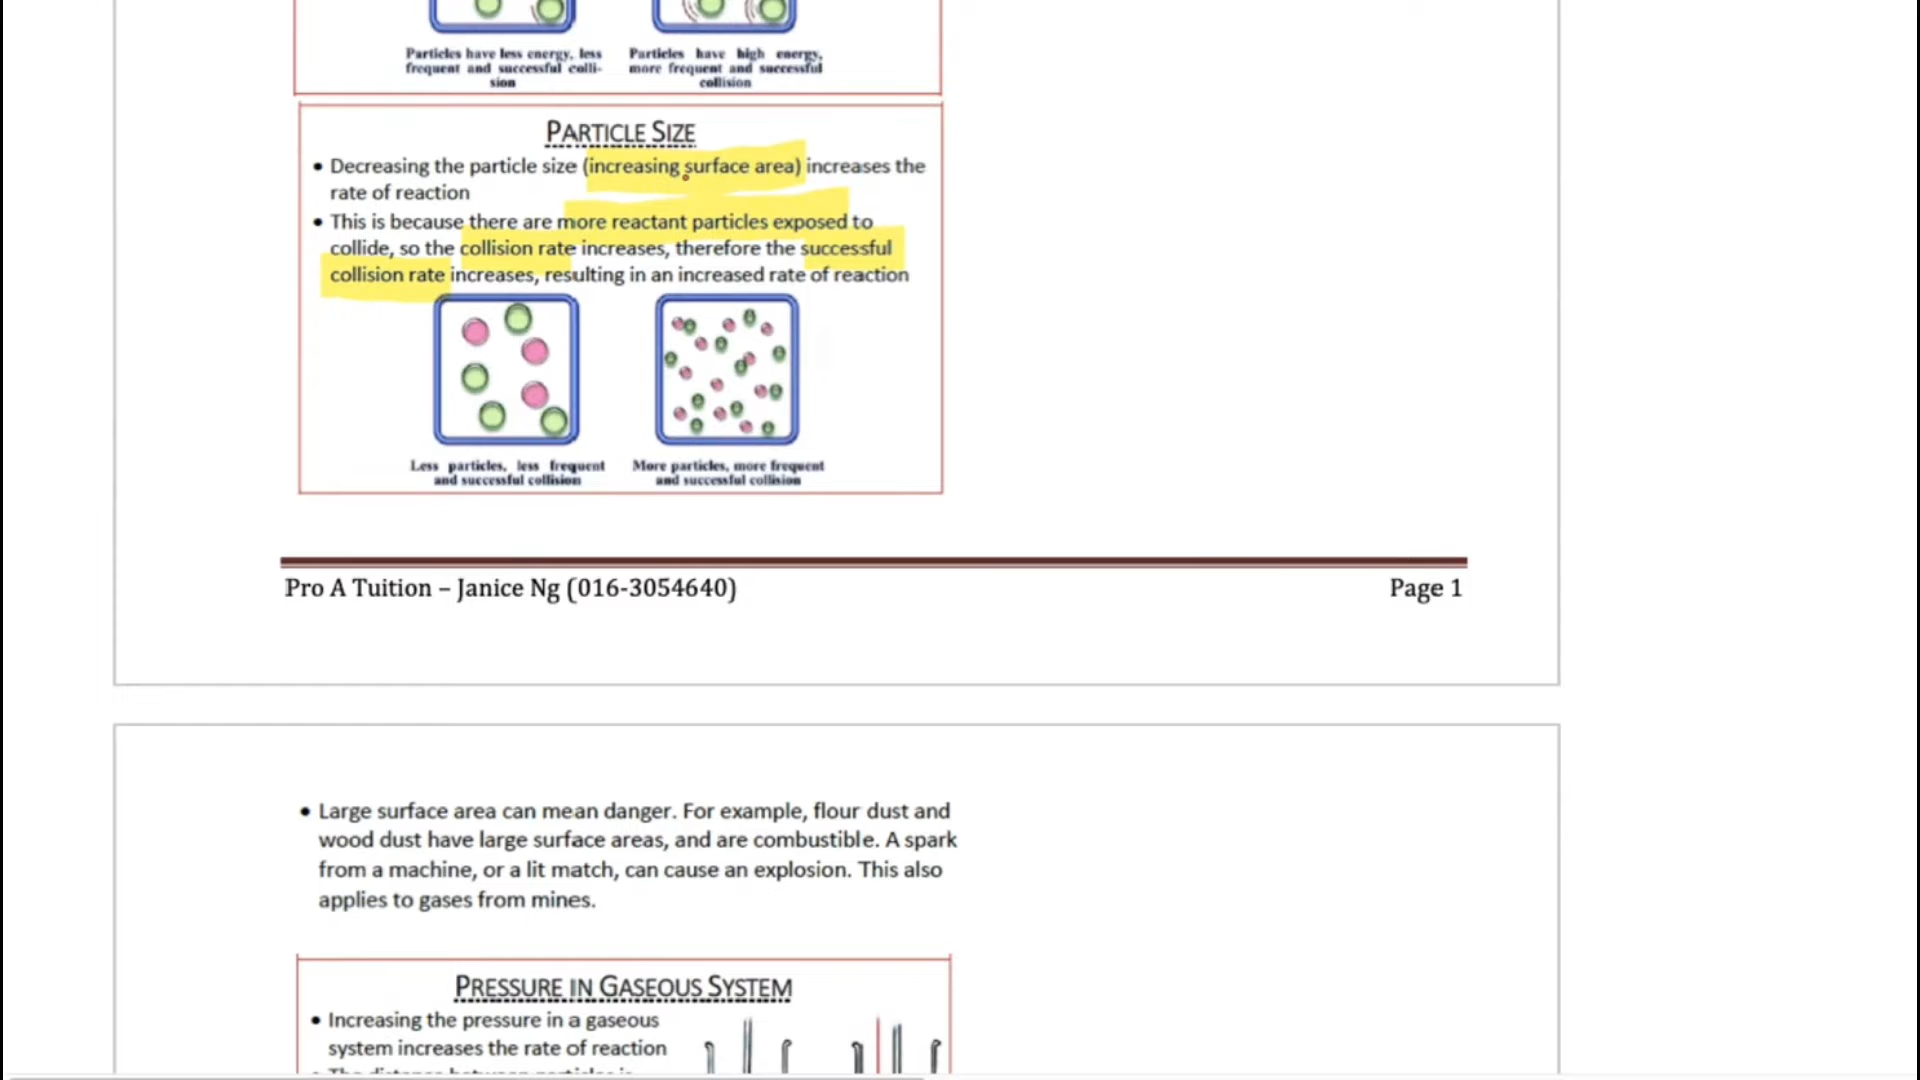 Particles have less energy, less
frequent and successful colli-
sion
Particles have high energy,
more frequent and successful
collision
PARTICLE SIZE
• Decreasing the particle size (increasing surface area) increases the
rate of reaction
• This is because there are more reactant particles exposed to
collide, so the collision rate increases, therefore the successful
collision rate increases, resulting in an increased rate of reaction
Less particles, less frequent
and successful collision
More particles, more frequent
and successful collision
Pro A Tuition – Janice Ng (016-3054640)
Page 1
• Large surface area can mean danger. For example, flour dust and
wood dust have large surface areas, and are combustible. A spark
from a machine, or a lit match, can cause an explosion. This also
applies to gases from mines.
PRESSURE IN GASEOUS SYSTEM
• Increasing the pressure in a gaseous
system increases the rate of reaction
• The distance between particles is